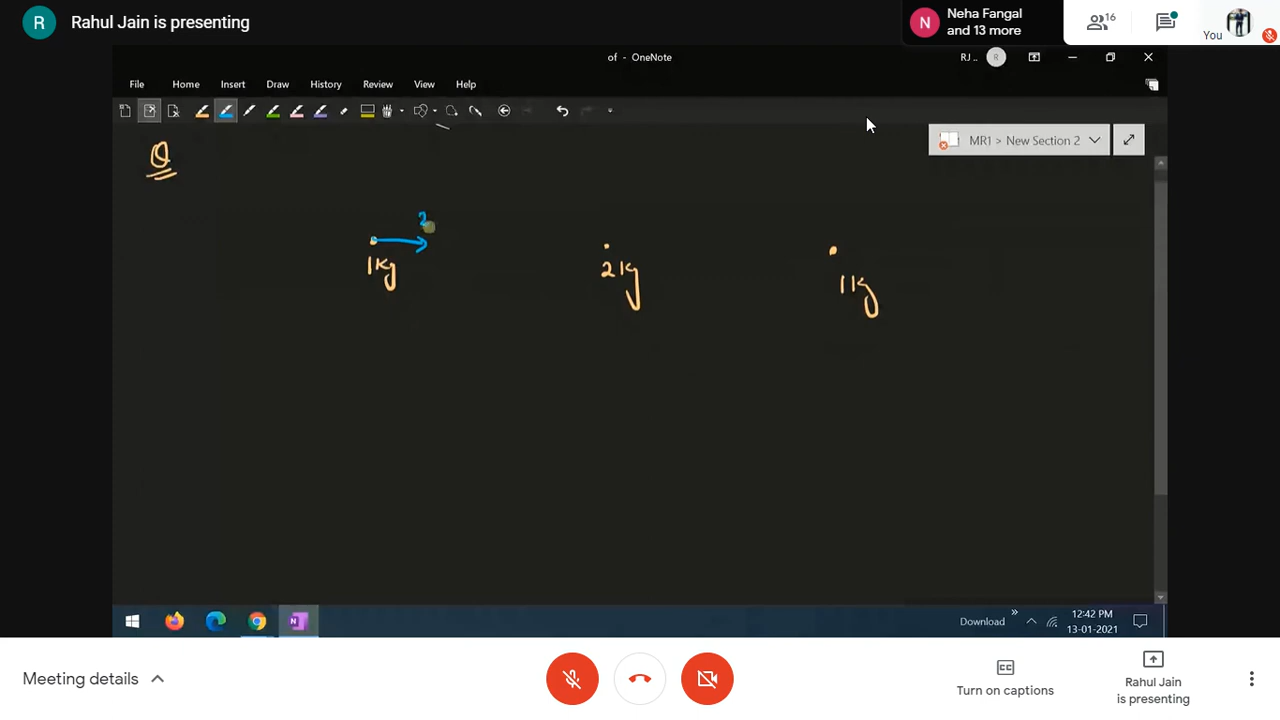 R Rahul Jain is presenting
N Neha Fangal
and 13 more
16
You
of - OneNote
RJ ..
R
File Home Insert Draw History Review View Help
MR1 > New Section 2
Q
2
1kg
2kg
11kg
Download
»
12:42 PM
13-01-2021
Meeting details
CC
Turn on captions
Rahul Jain
is presenting